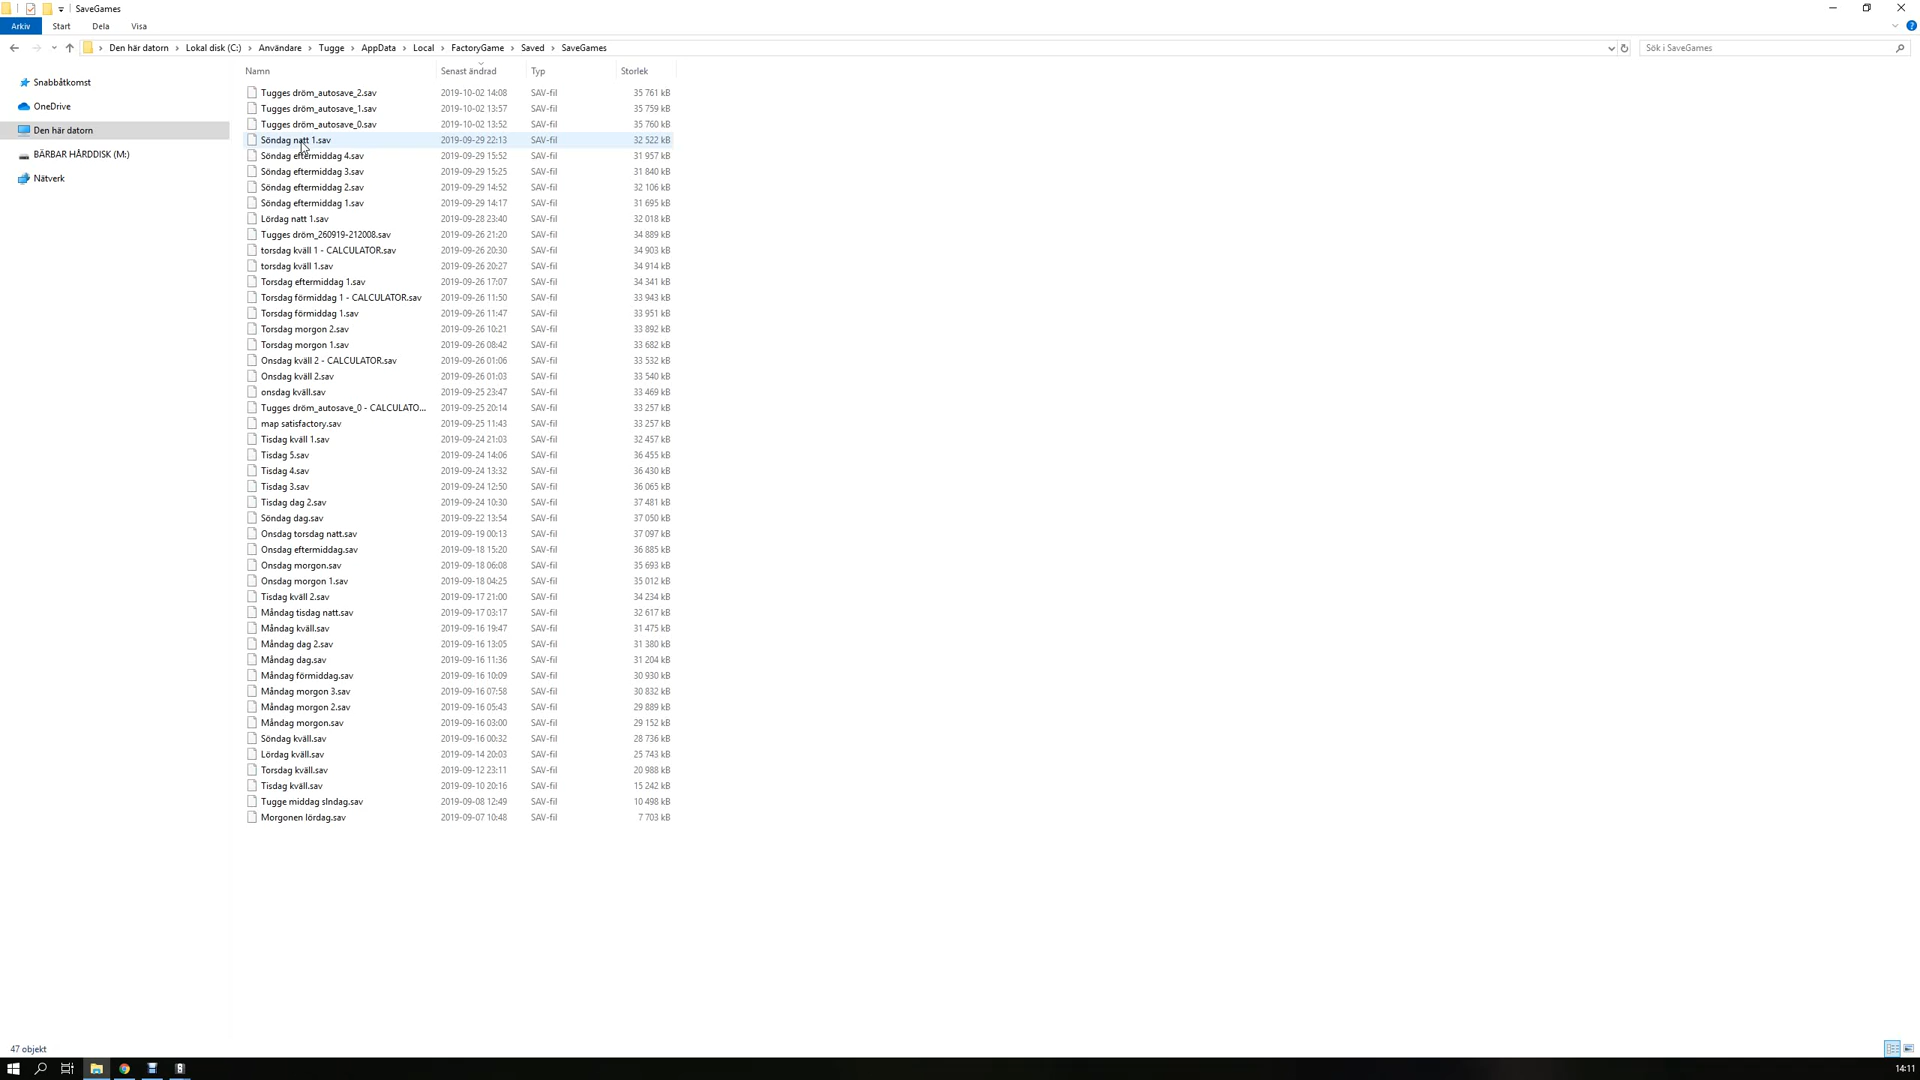 SaveGames
Arkiv Start Dela Visa
Den här datorn Lokal disk (C:) Användare Tugge AppData Local FactoryGame Saved SaveGames Sök i SaveGames
Namn Senast ändrad Typ Storlek
Snabbåtkomst
OneDrive
Den här datorn
BÄRBAR HÅRDDISK (M:)
Nätverk
Tugges dröm_autosave_2.sav 2019-10-02 14:08 SAV-fil 35 761 kB
Tugges dröm_autosave_1.sav 2019-10-02 13:57 SAV-fil 35 759 kB
Tugges dröm_autosave_0.sav 2019-10-02 13:52 SAV-fil 35 760 kB
Söndag natt 1.sav 2019-09-29 22:13 SAV-fil 32 522 kB
Söndag eftermiddag 4.sav 2019-09-29 15:52 SAV-fil 31 957 kB
Söndag eftermiddag 3.sav 2019-09-29 15:25 SAV-fil 31 840 kB
Söndag eftermiddag 2.sav 2019-09-29 14:52 SAV-fil 32 106 kB
Söndag eftermiddag 1.sav 2019-09-29 14:17 SAV-fil 31 695 kB
Lördag natt 1.sav 2019-09-28 23:40 SAV-fil 32 018 kB
Tugges dröm_260919-212008.sav 2019-09-26 21:20 SAV-fil 34 889 kB
torsdag kväll 1 - CALCULATOR.sav 2019-09-26 20:30 SAV-fil 34 903 kB
torsdag kväll 1.sav 2019-09-26 20:27 SAV-fil 34 914 kB
Torsdag eftermiddag 1.sav 2019-09-26 17:07 SAV-fil 34 341 kB
Torsdag förmiddag 1 - CALCULATOR.sav 2019-09-26 11:50 SAV-fil 33 943 kB
Torsdag förmiddag 1.sav 2019-09-26 11:47 SAV-fil 33 951 kB
Torsdag morgon 2.sav 2019-09-26 10:21 SAV-fil 33 892 kB
Torsdag morgon 1.sav 2019-09-26 08:42 SAV-fil 33 682 kB
Onsdag kväll 2 - CALCULATOR.sav 2019-09-26 01:06 SAV-fil 33 532 kB
Onsdag kväll 2.sav 2019-09-26 01:03 SAV-fil 33 540 kB
onsdag kväll.sav 2019-09-25 23:47 SAV-fil 33 469 kB
Tugges dröm_autosave_0 - CALCULATO... 2019-09-25 20:14 SAV-fil 33 257 kB
map satisfactory.sav 2019-09-25 11:43 SAV-fil 33 257 kB
Tisdag kväll 1.sav 2019-09-24 21:03 SAV-fil 32 457 kB
Tisdag 5.sav 2019-09-24 14:06 SAV-fil 36 455 kB
Tisdag 4.sav 2019-09-24 13:32 SAV-fil 36 430 kB
Tisdag 3.sav 2019-09-24 12:50 SAV-fil 36 065 kB
Tisdag dag 2.sav 2019-09-24 10:30 SAV-fil 37 481 kB
Söndag dag.sav 2019-09-22 13:54 SAV-fil 37 050 kB
Onsdag torsdag natt.sav 2019-09-19 00:13 SAV-fil 37 097 kB
Onsdag eftermiddag.sav 2019-09-18 15:20 SAV-fil 36 885 kB
Onsdag morgon.sav 2019-09-18 06:08 SAV-fil 35 693 kB
Onsdag morgon 1.sav 2019-09-18 04:25 SAV-fil 35 012 kB
Tisdag kväll 2.sav 2019-09-17 21:00 SAV-fil 34 234 kB
Måndag tisdag natt.sav 2019-09-17 03:17 SAV-fil 32 617 kB
Måndag kväll.sav 2019-09-16 19:47 SAV-fil 31 475 kB
Måndag dag 2.sav 2019-09-16 13:05 SAV-fil 31 380 kB
Måndag dag.sav 2019-09-16 11:36 SAV-fil 31 204 kB
Måndag förmiddag.sav 2019-09-16 10:09 SAV-fil 30 930 kB
Måndag morgon 3.sav 2019-09-16 07:58 SAV-fil 30 832 kB
Måndag morgon 2.sav 2019-09-16 05:43 SAV-fil 29 889 kB
Måndag morgon.sav 2019-09-16 03:00 SAV-fil 29 152 kB
Söndag kväll.sav 2019-09-16 00:32 SAV-fil 28 736 kB
Lördag kväll.sav 2019-09-14 20:03 SAV-fil 25 743 kB
Torsdag kväll.sav 2019-09-12 23:11 SAV-fil 20 988 kB
Tisdag kväll.sav 2019-09-10 20:16 SAV-fil 15 242 kB
Tugge middag slndag.sav 2019-09-08 12:49 SAV-fil 10 498 kB
Morgonen lördag.sav 2019-09-07 10:48 SAV-fil 7 703 kB
47 objekt
14:11